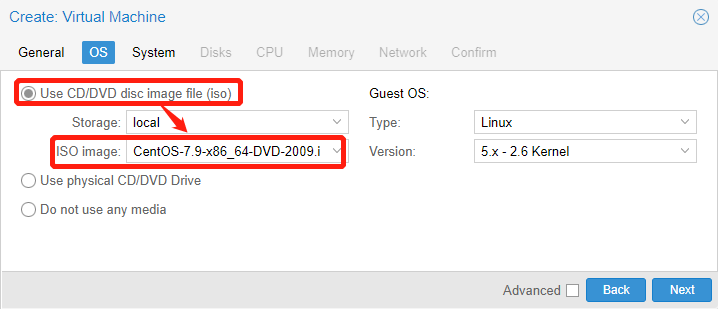 Create: Virtual Machine
General OS System Disks CPU Memory Network Confirm
Use CD/DVD disc image file (iso) Guest OS:
Storage: local Type: Linux
ISO image: CentOS-7.9-x86_64-DVD-2009.i Version: 5.x - 2.6 Kernel
Use physical CD/DVD Drive
Do not use any media
Advanced Back Next